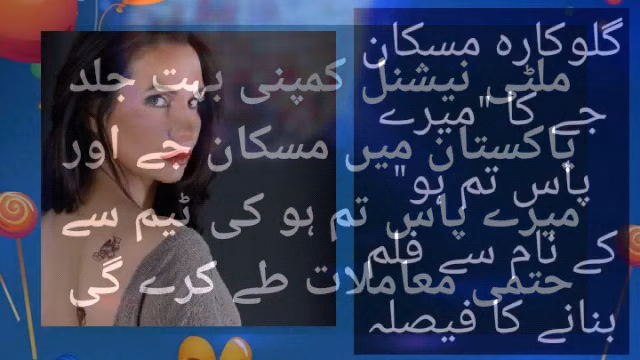 گلوکارہ مسکان
جے کا "میرے
پاس تم ہو"
کے نام سے فلم
بنانے کا فیصلہ
ملٹی نیشنل کمپنی بہت جلد
پاکستان میں مسکان جے اور
میرے پاس تم ہو کی ٹیم سے
حتمی معاملات طے کرے گی